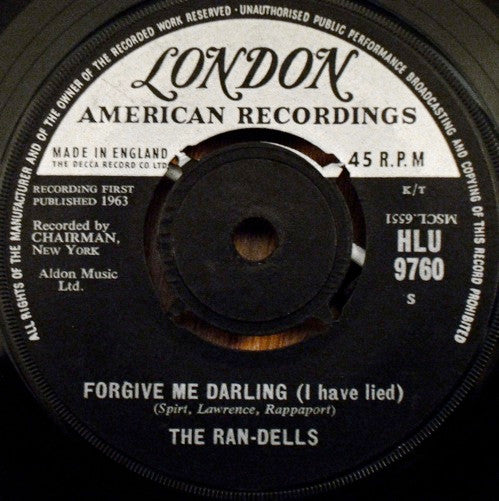 ALL RIGHTS OF THE MANUFACTURER AND OF THE OWNER OF THE RECORDED WORK RESERVED · UNAUTHORISED PUBLIC PERFORMANCE BROADCASTING AND COPYING OF THIS RECORD PROHIBITED
LONDON
AMERICAN RECORDINGS
MADE IN ENGLAND
THE DECCA RECORD CO LTD
45 R.P.M
RECORDING FIRST
PUBLISHED 1963
K/T
MSCL.6551
Recorded by
CHAIRMAN,
New York
HLU
9760
Aldon Music
Ltd.
S
FORGIVE ME DARLING (I have lied)
(Spirt, Lawrence, Rappaport)
THE RAN-DELLS